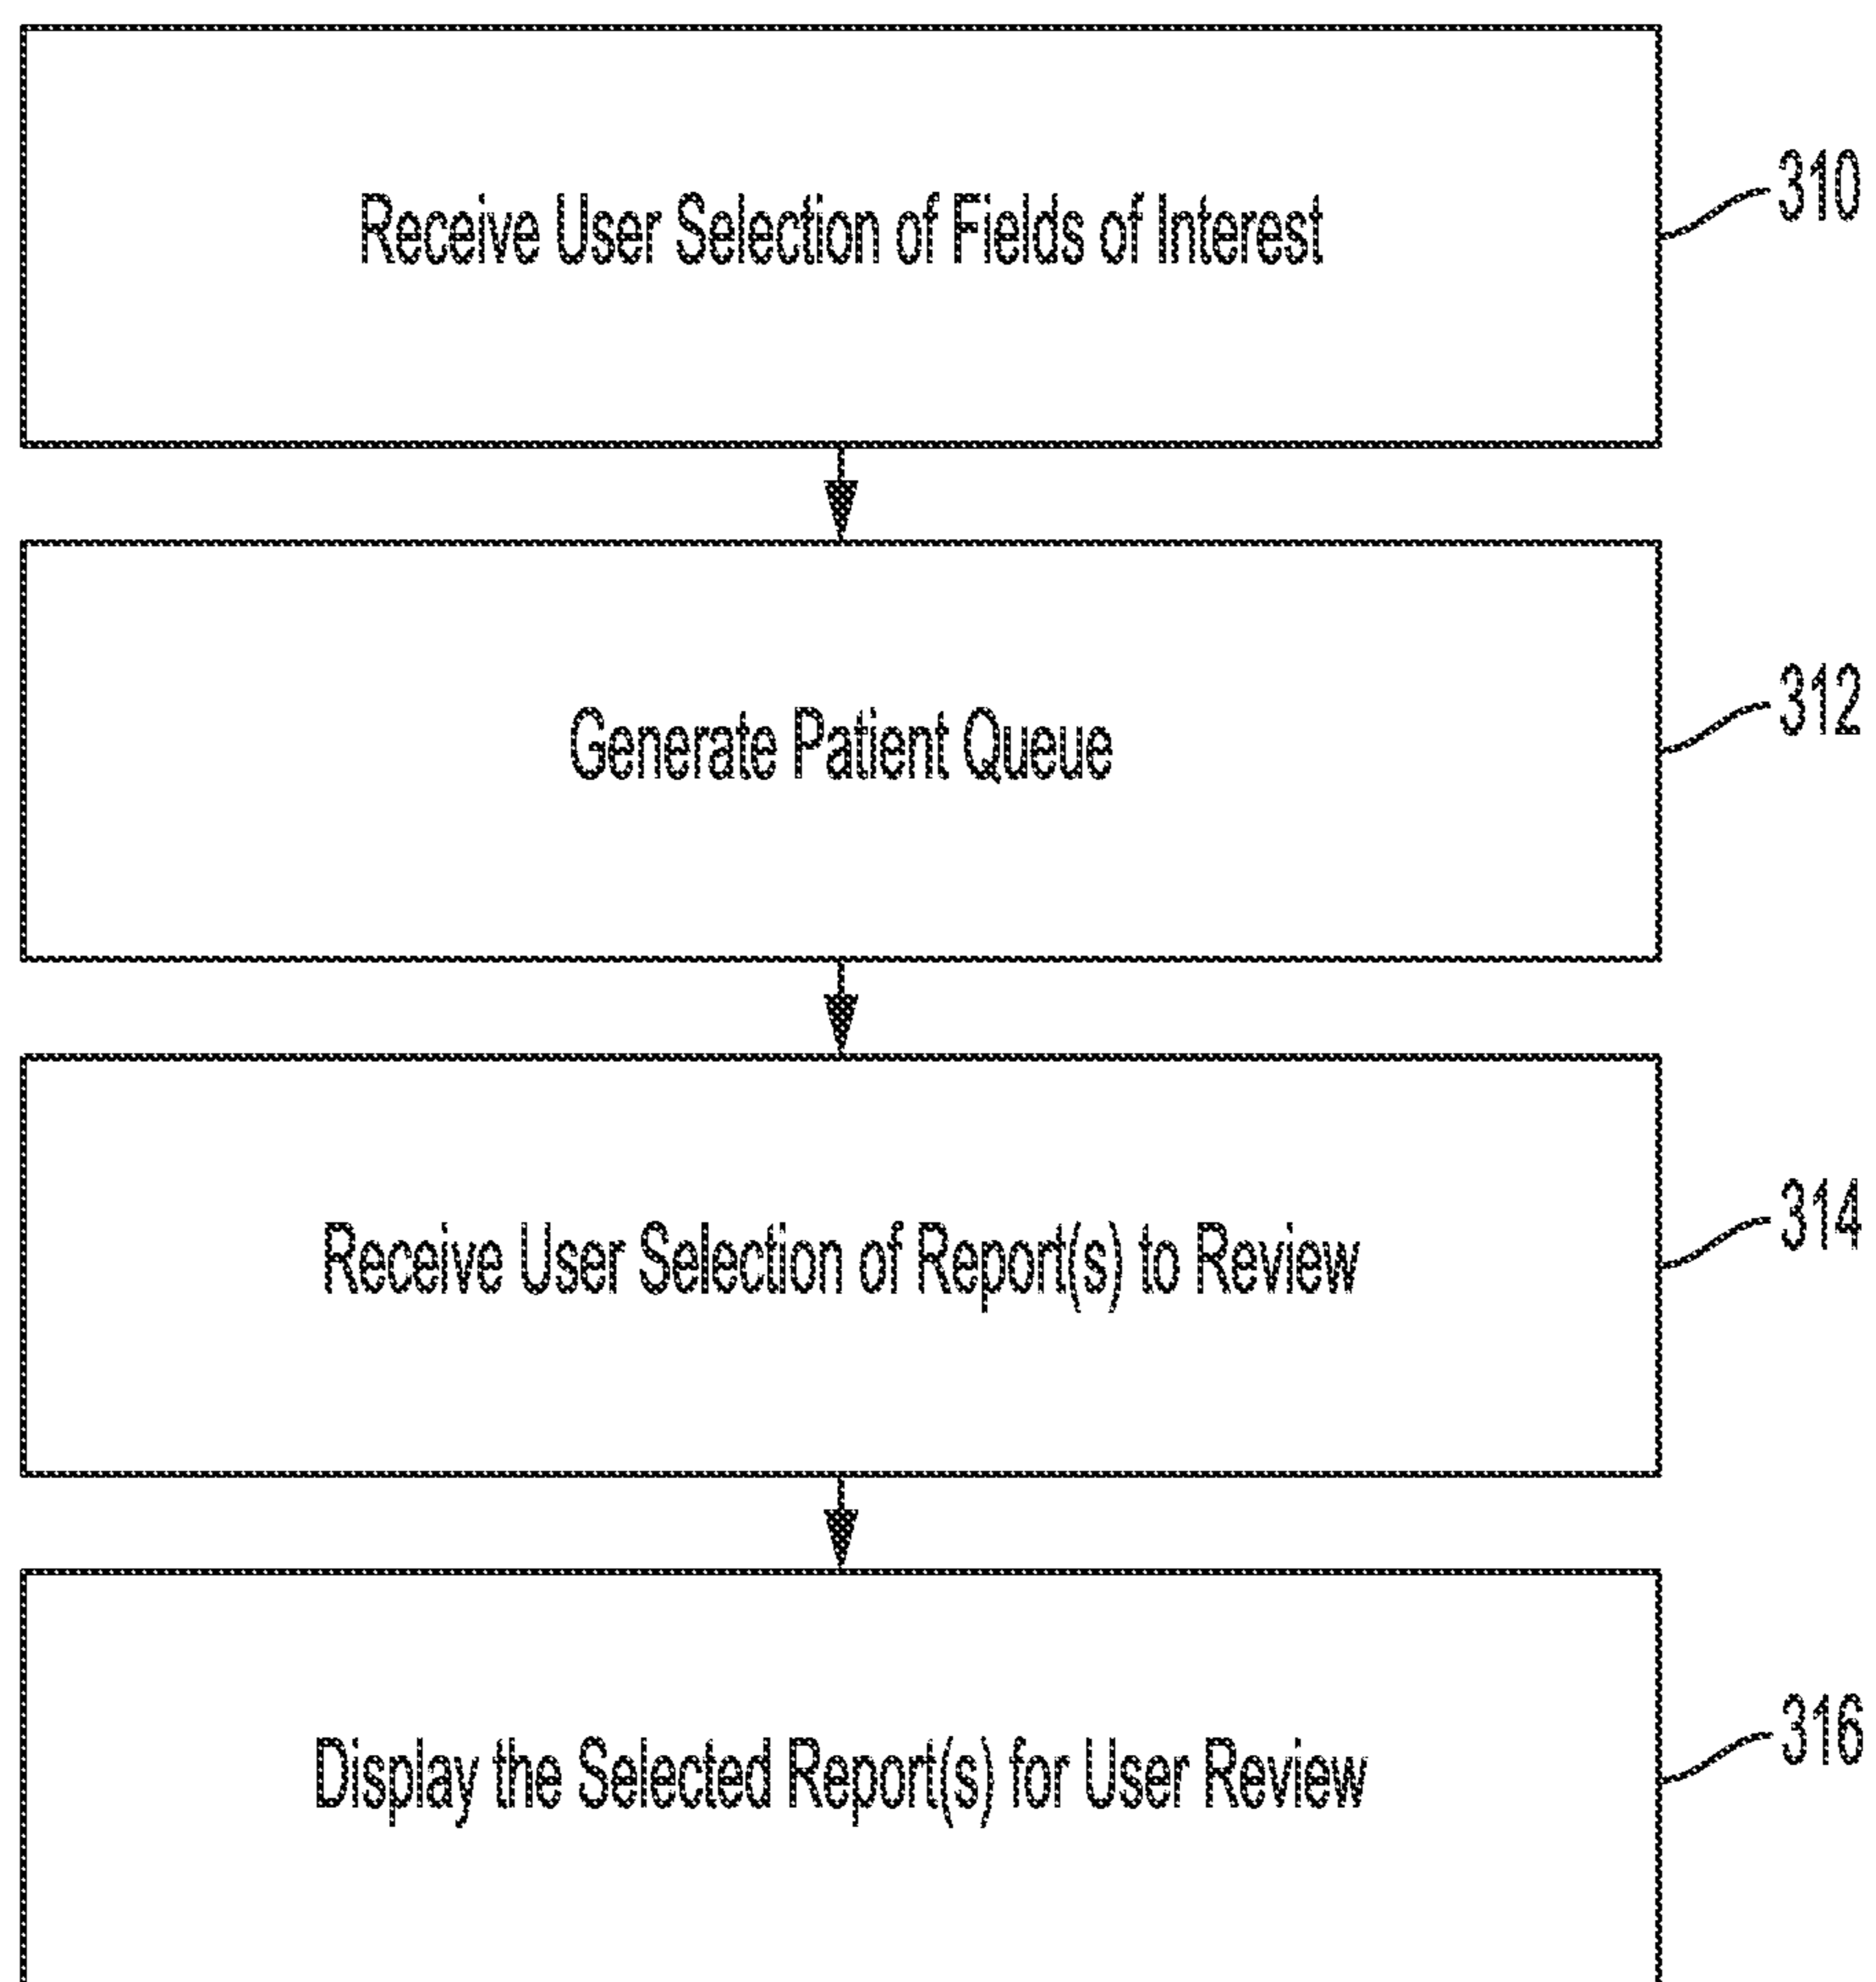 Receive User Selection of Fields of Interest
310
Generate Patient Queue
312
Receive User Selection of Report(s) to Review
314
Display the Selected Report(s) for User Review
316